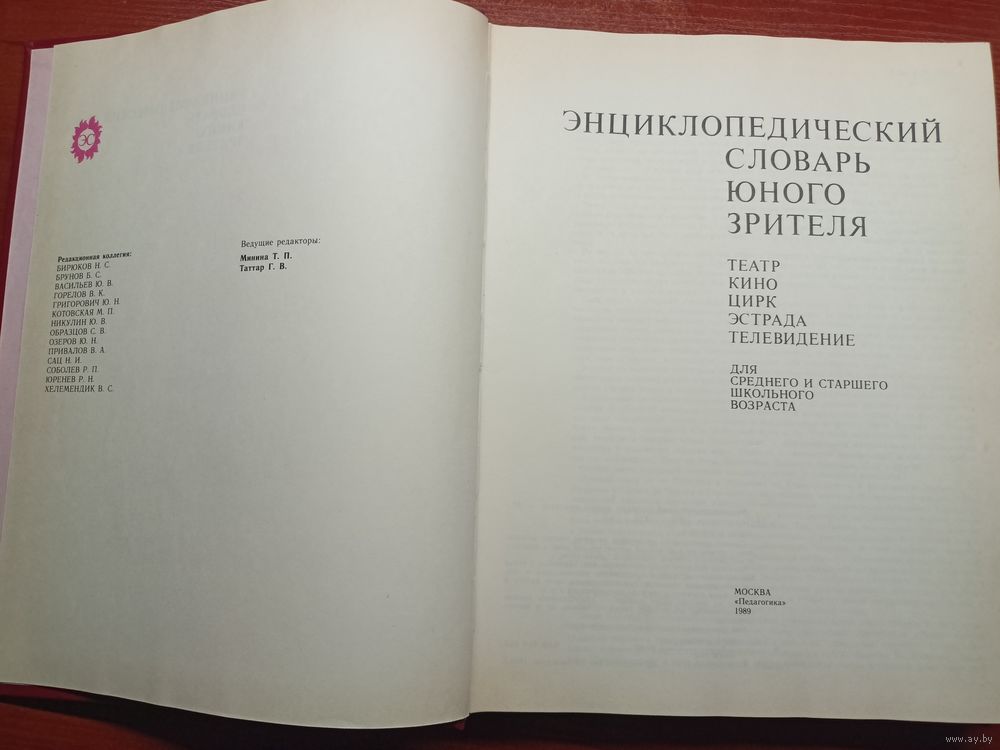 ЭС
Редакционная коллегия:
БИРЮКОВ Н. С.
БРУНОВ Б. С.
ВАСИЛЬЕВ Ю. В.
ГОРЕЛОВ В. К.
ГРИГОРОВИЧ Ю. Н.
КОТОВСКАЯ М. П.
НИКУЛИН Ю. В.
ОБРАЗЦОВ С. В.
ОЗЕРОВ Ю. Н.
ПРИВАЛОВ В. А.
САЦ Н. И.
СОБОЛЕВ Р. П.
ЮРЕНЕВ Р. Н.
ХЕЛЕМЕНДИК В. С.
Ведущие редакторы:
Минина Т. П.
Таттар Г. В.
ЭНЦИКЛОПЕДИЧЕСКИЙ
СЛОВАРЬ
ЮНОГО
ЗРИТЕЛЯ
ТЕАТР
КИНО
ЦИРК
ЭСТРАДА
ТЕЛЕВИДЕНИЕ
ДЛЯ
СРЕДНЕГО И СТАРШЕГО
ШКОЛЬНОГО
ВОЗРАСТА
МОСКВА
«Педагогика»
1989
www.ay.by